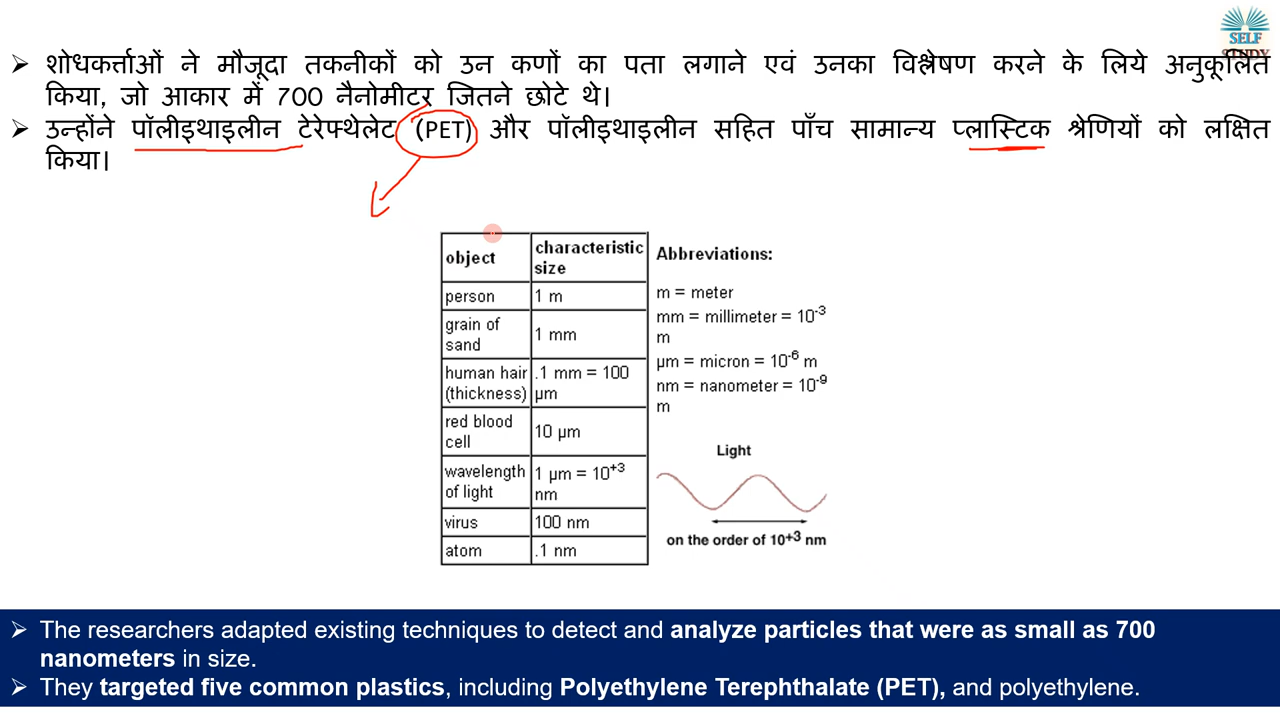 SELF
STUDY
➢ शोधकर्त्ताओं ने मौजूदा तकनीकों को उन कणों का पता लगाने एवं उनका विश्लेषण करने के लिये अनुकूलित
किया, जो आकार में 700 नैनोमीटर जितने छोटे थे।
➢ उन्होंने पॉलीइथाइलीन टेरेफ्थेलेट (PET) और पॉलीइथाइलीन सहित पाँच सामान्य प्लास्टिक श्रेणियों को लक्षित
किया।
object
characteristic
size
person
1 m
grain of
sand
1 mm
human hair
(thickness)
.1 mm = 100
µm
red blood
cell
10 µm
wavelength
of light
1 µm = 10⁺³
nm
virus
100 nm
atom
.1 nm
Abbreviations:
m = meter
mm = millimeter = 10⁻³
m
µm = micron = 10⁻⁶ m
nm = nanometer = 10⁻⁹
m
Light
on the order of 10⁺³ nm
➢ The researchers adapted existing techniques to detect and analyze particles that were as small as 700
nanometers in size.
➢ They targeted five common plastics, including Polyethylene Terephthalate (PET), and polyethylene.